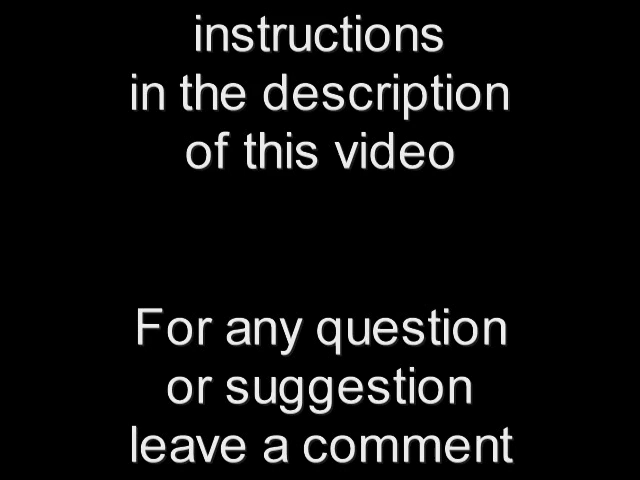 instructions
in the description
of this video
For any question
or suggestion
leave a comment